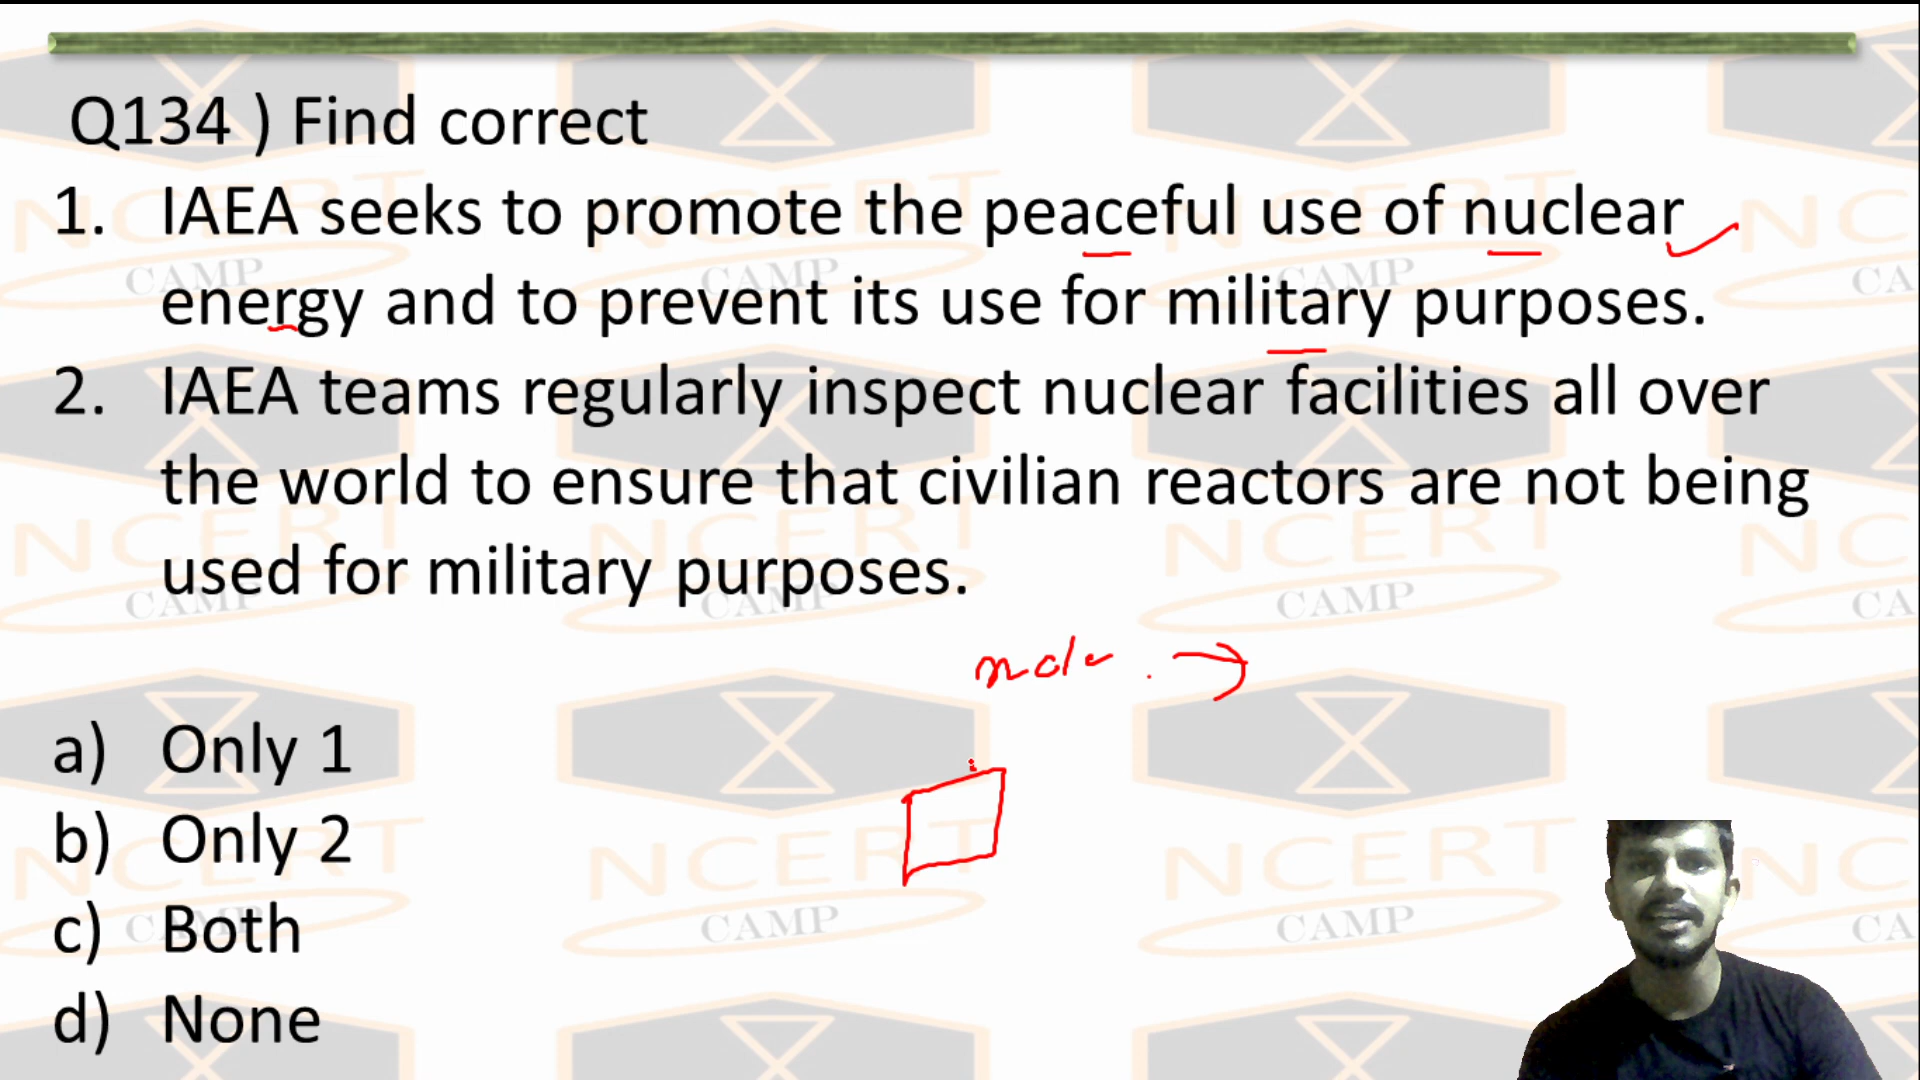 Q134 ) Find correct
1. IAEA seeks to promote the peaceful use of nuclear
energy and to prevent its use for military purposes.
2. IAEA teams regularly inspect nuclear facilities all over
the world to ensure that civilian reactors are not being
used for military purposes.
a) Only 1
b) Only 2
c) Both
d) None
NCERT
CAMP